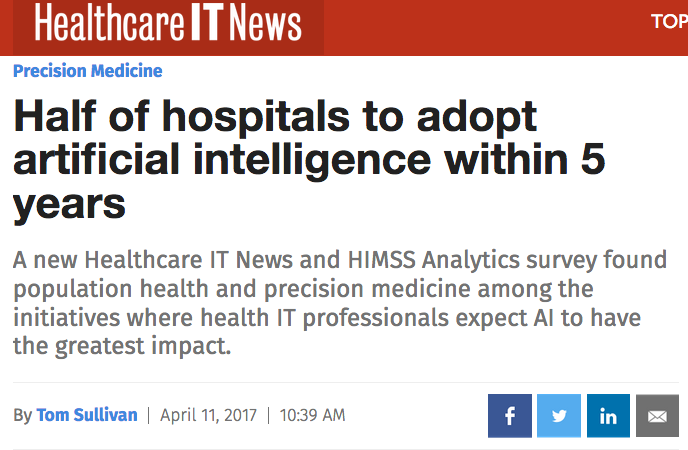 Healthcare IT News
TOP
Precision Medicine
Half of hospitals to adopt
artificial intelligence within 5
years
A new Healthcare IT News and HIMSS Analytics survey found
population health and precision medicine among the
initiatives where health IT professionals expect AI to have
the greatest impact.
By Tom Sullivan | April 11, 2017 | 10:39 AM